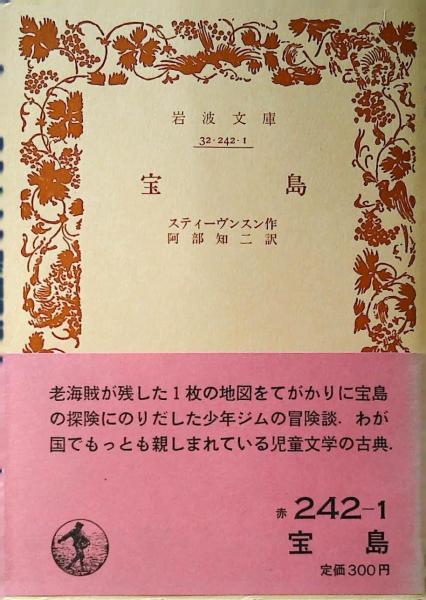 岩波文庫
32-242-1
宝島
スティーヴンスン作
阿部知二訳
老海賊が残した1枚の地図をてがかりに宝島
の探険にのりだした少年ジムの冒険談．わが
国でもっとも親しまれている児童文学の古典．
赤 242-1
宝島
定価300円